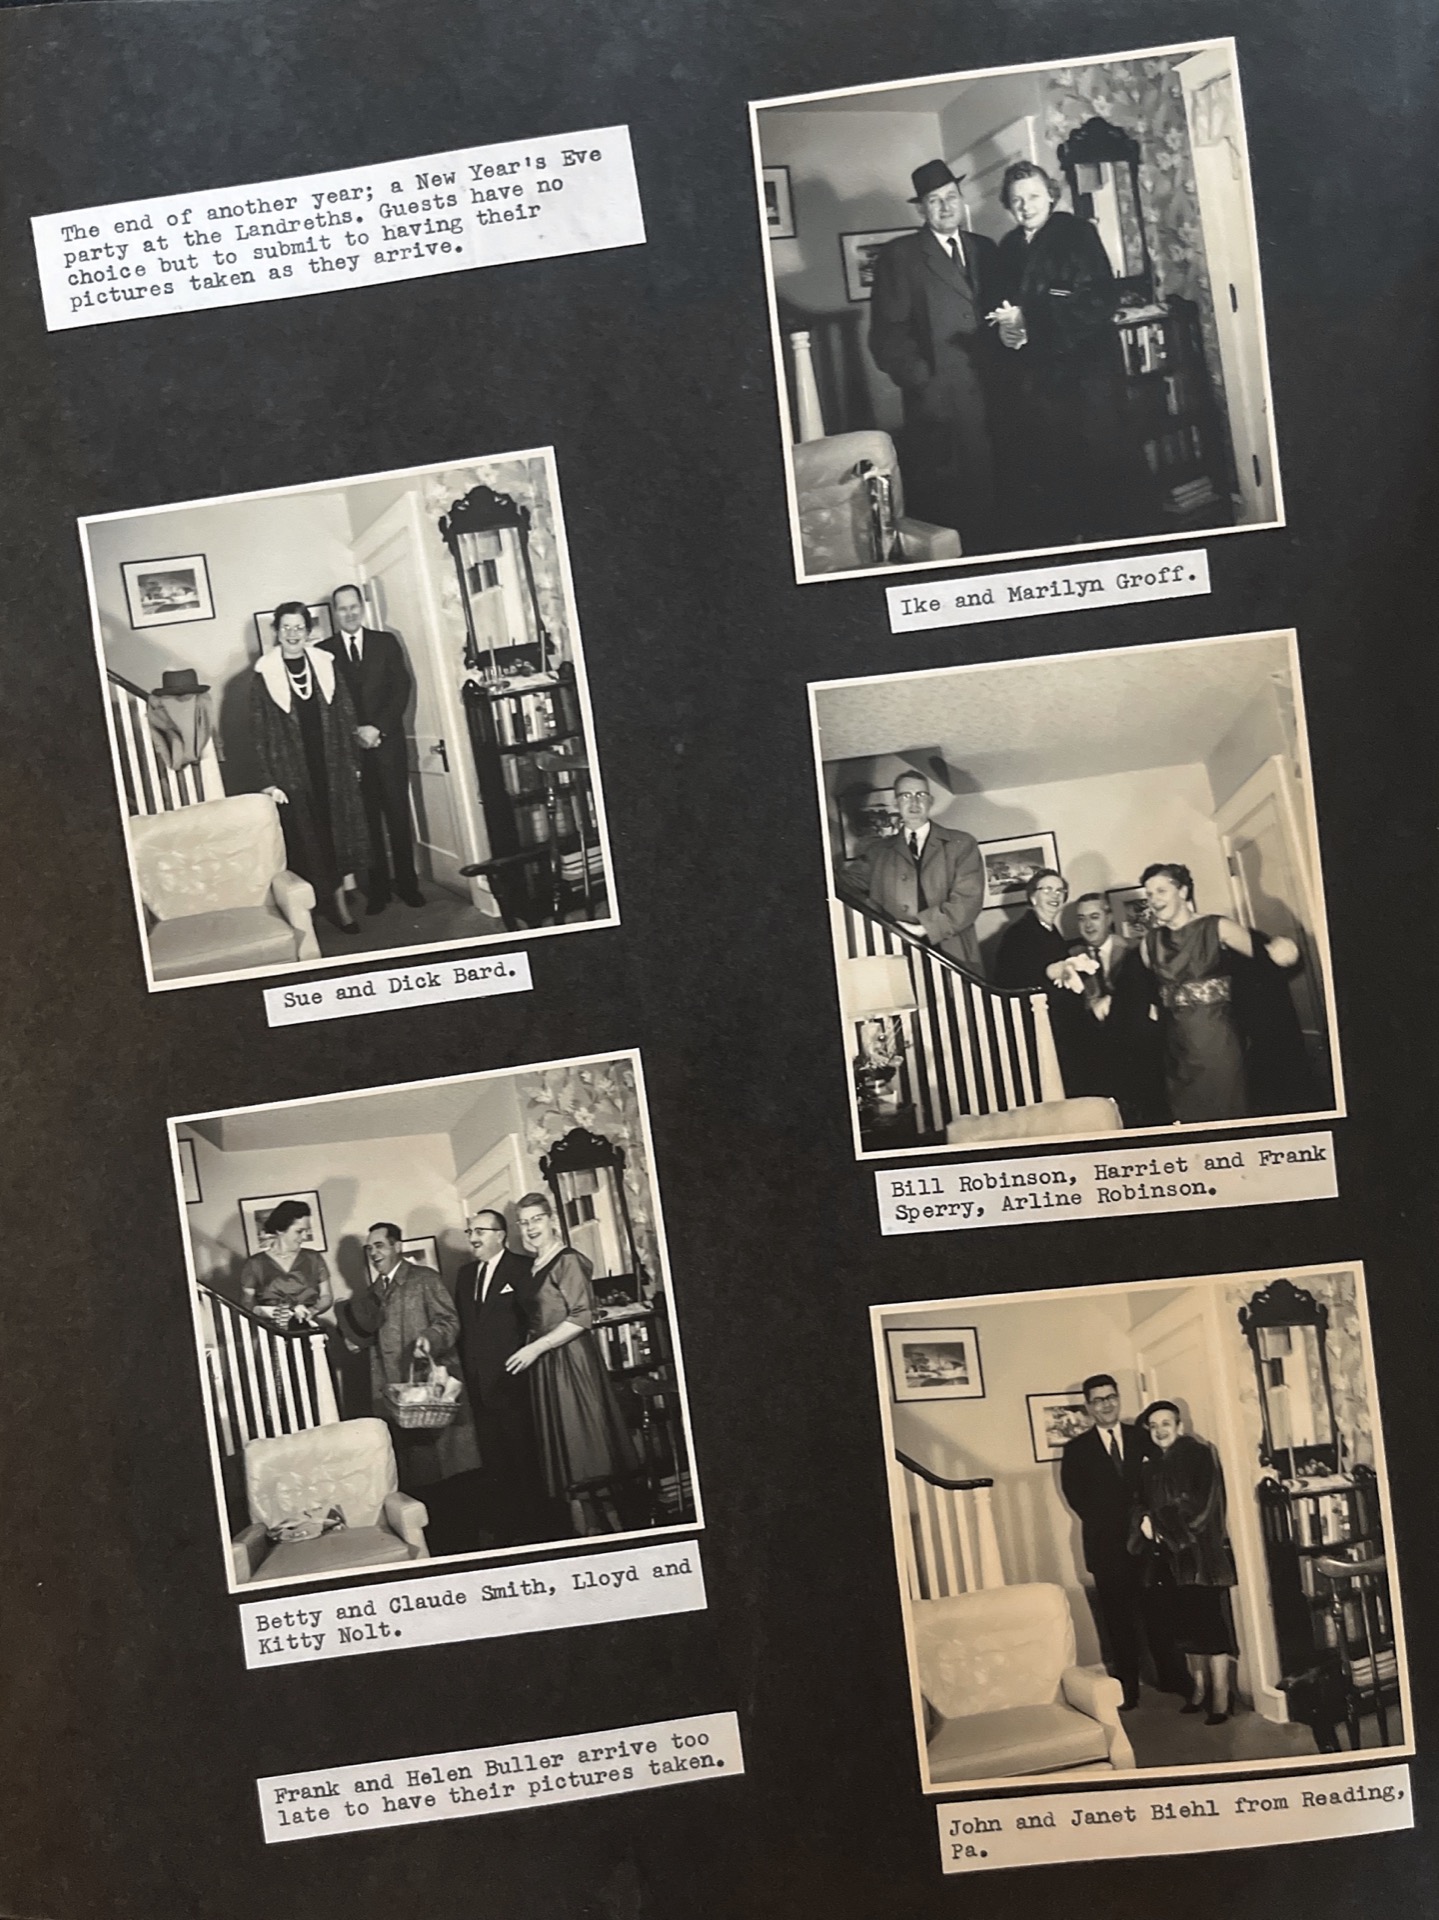 The end of another year; a New Year's Eve
party at the Landreths. Guests have no
choice but to submit to having their
pictures taken as they arrive.
Ike and Marilyn Groff.
Sue and Dick Bard.
Bill Robinson, Harriet and Frank
Sperry, Arline Robinson.
Betty and Claude Smith, Lloyd and
Kitty Nolt.
Frank and Helen Buller arrive too
late to have their pictures taken.
John and Janet Biehl from Reading,
Pa.